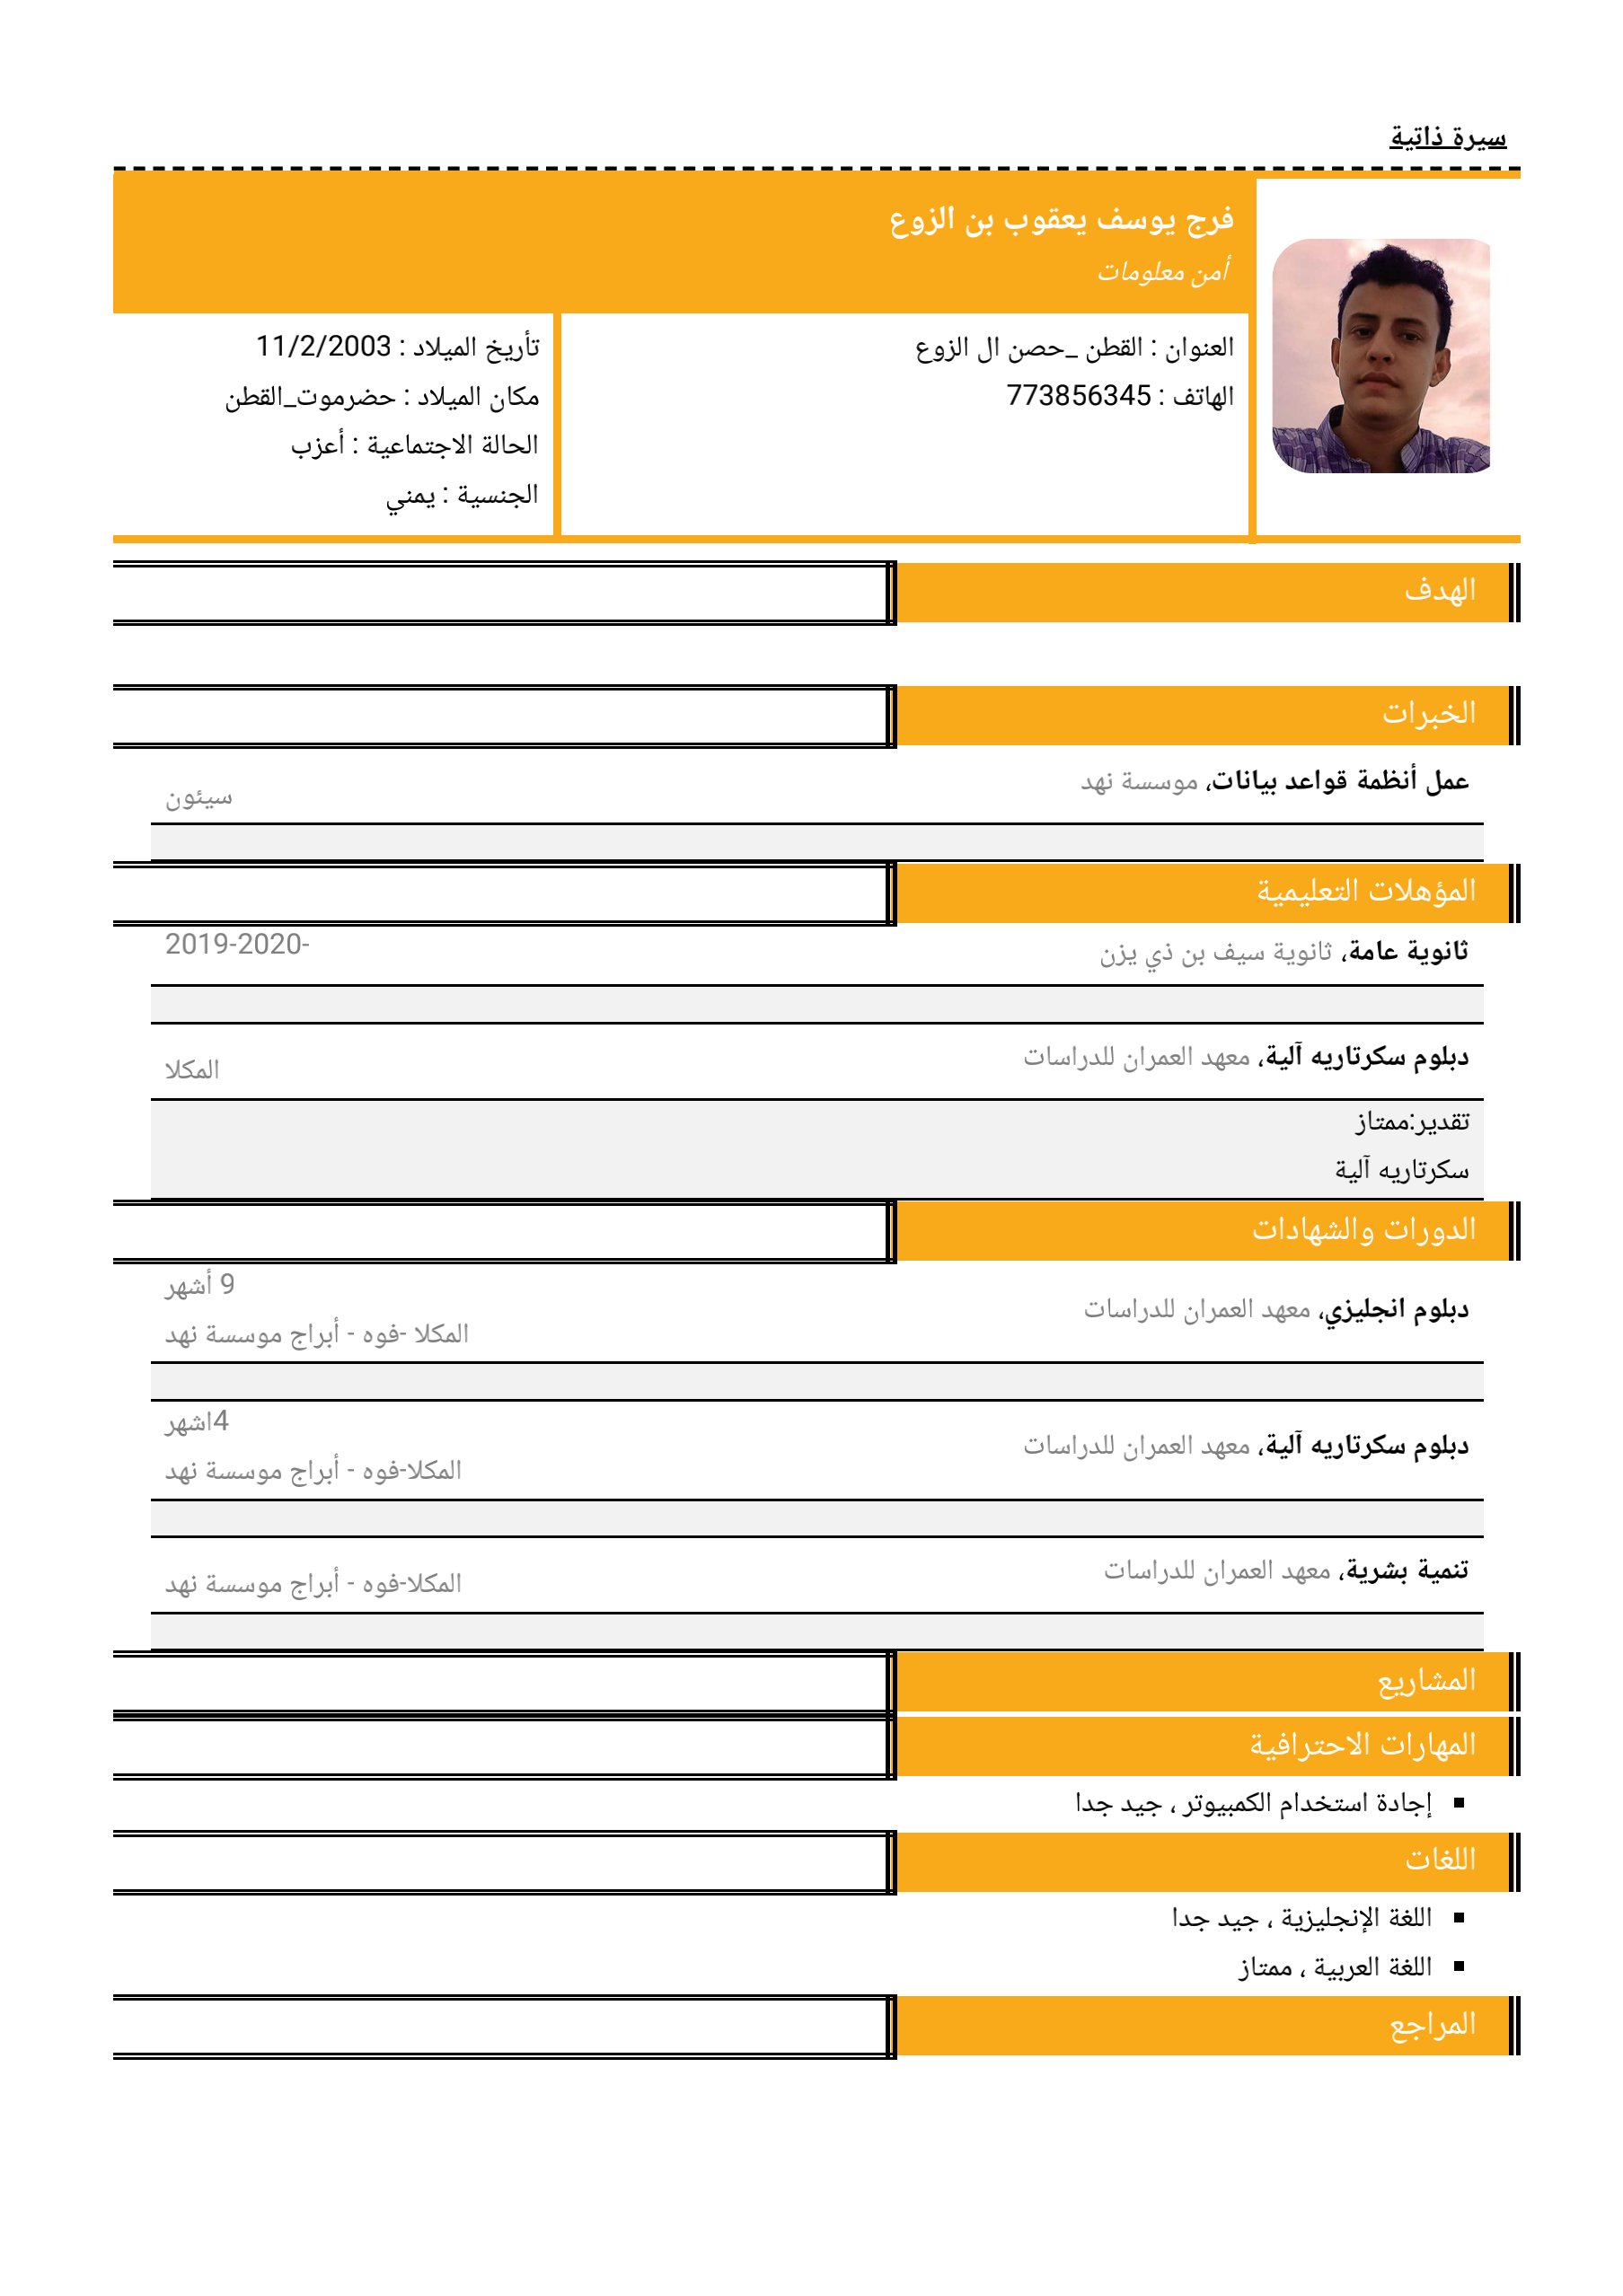 سيرة ذاتية
فرج يوسف يعقوب بن الزوع
أمن معلومات
العنوان : القطن _حصن ال الزوع
الهاتف : 773856345
تأريخ الميلاد : 11/2/2003
مكان الميلاد : حضرموت_القطن
الحالة الاجتماعية : أعزب
الجنسية : يمني
الهدف
الخبرات
عمل أنظمة قواعد بيانات، موسسة نهد
سيئون
المؤهلات التعليمية
ثانوية عامة، ثانوية سيف بن ذي يزن
2019-2020-
دبلوم سكرتاريه آلية، معهد العمران للدراسات
المكلا
تقدير:ممتاز
سكرتاريه آلية
الدورات والشهادات
دبلوم انجليزي، معهد العمران للدراسات
9 أشهر
المكلا -فوه - أبراج موسسة نهد
دبلوم سكرتاريه آلية، معهد العمران للدراسات
4اشهر
المكلا-فوه - أبراج موسسة نهد
تنمية بشرية، معهد العمران للدراسات
المكلا-فوه - أبراج موسسة نهد
المشاريع
المهارات الاحترافية
▪ إجادة استخدام الكمبيوتر ، جيد جدا
اللغات
▪ اللغة الإنجليزية ، جيد جدا
▪ اللغة العربية ، ممتاز
المراجع